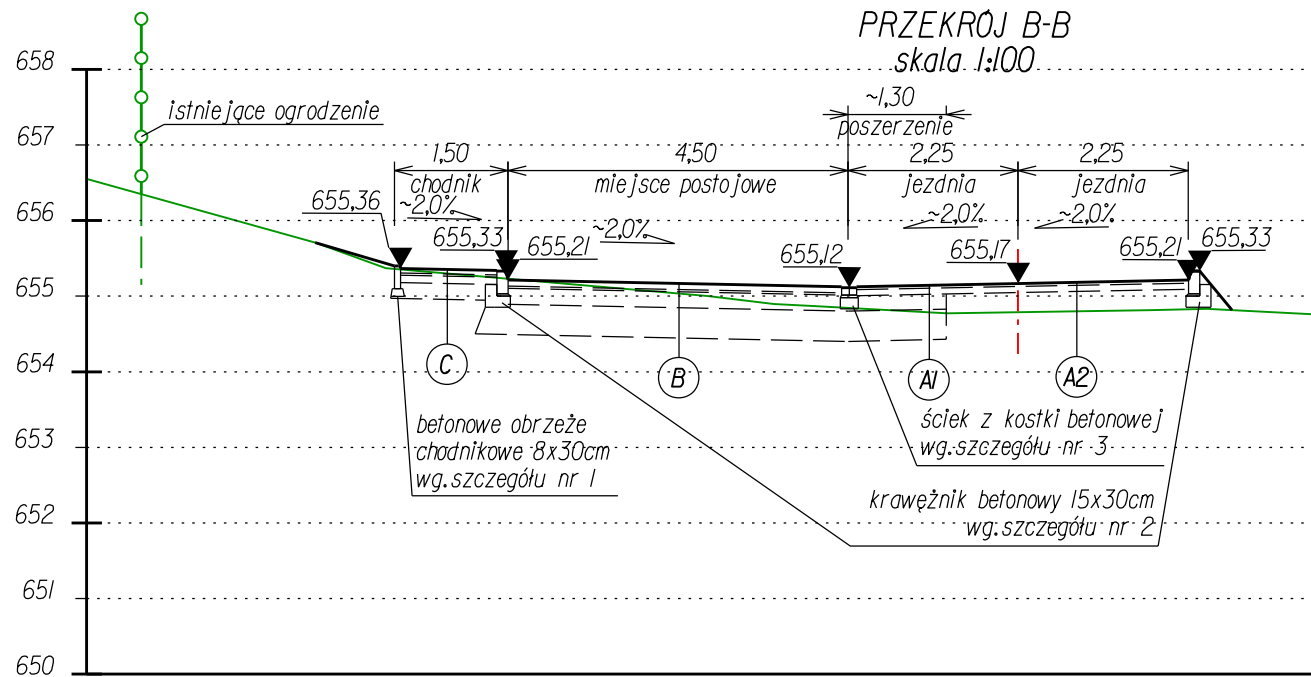 PRZEKRÓJ B-B
skala 1:100
658
657
656
655
654
653
652
651
650
istniejące ogrodzenie
~1,30
poszerzenie
1,50
4,50
2,25
2,25
chodnik
miejsce postojowe
jezdnia
jezdnia
~2,0%
~2,0%
~2,0%
~2,0%
655,36
655,33
655,21
655,12
655,17
655,21
655,33
C
B
A1
A2
betonowe obrzeże
chodnikowe 8x30cm
wg.szczegółu nr 1
ściek z kostki betonowej
wg.szczegółu nr 3
krawężnik betonowy 15x30cm
wg.szczegółu nr 2